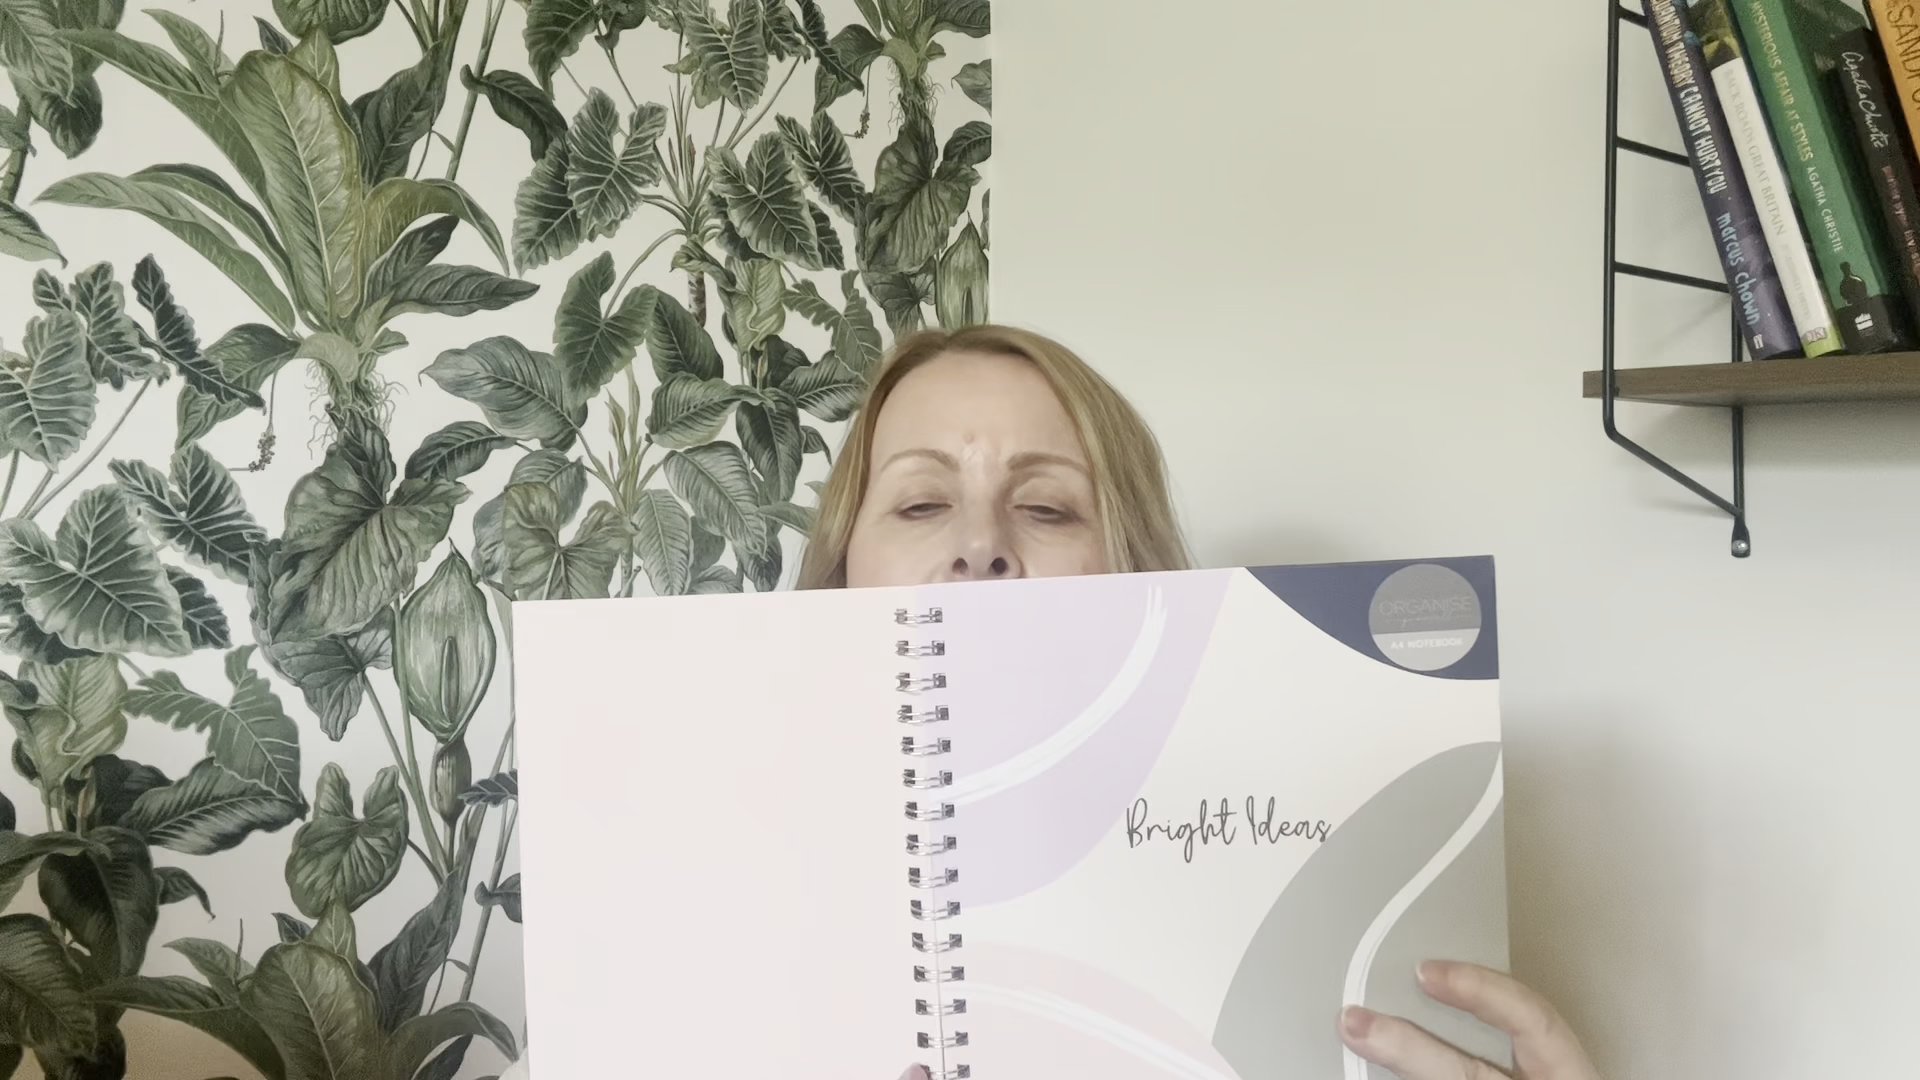 QUANTUM THEORY CANNOT HURT YOU marcus chown
BACK ROADS GREAT BRITAIN
MYSTERIOUS AFFAIR AT STYLES AGATHA CHRISTIE
Agatha Christie
ORGANISE
A4 NOTEBOOK
Bright Ideas